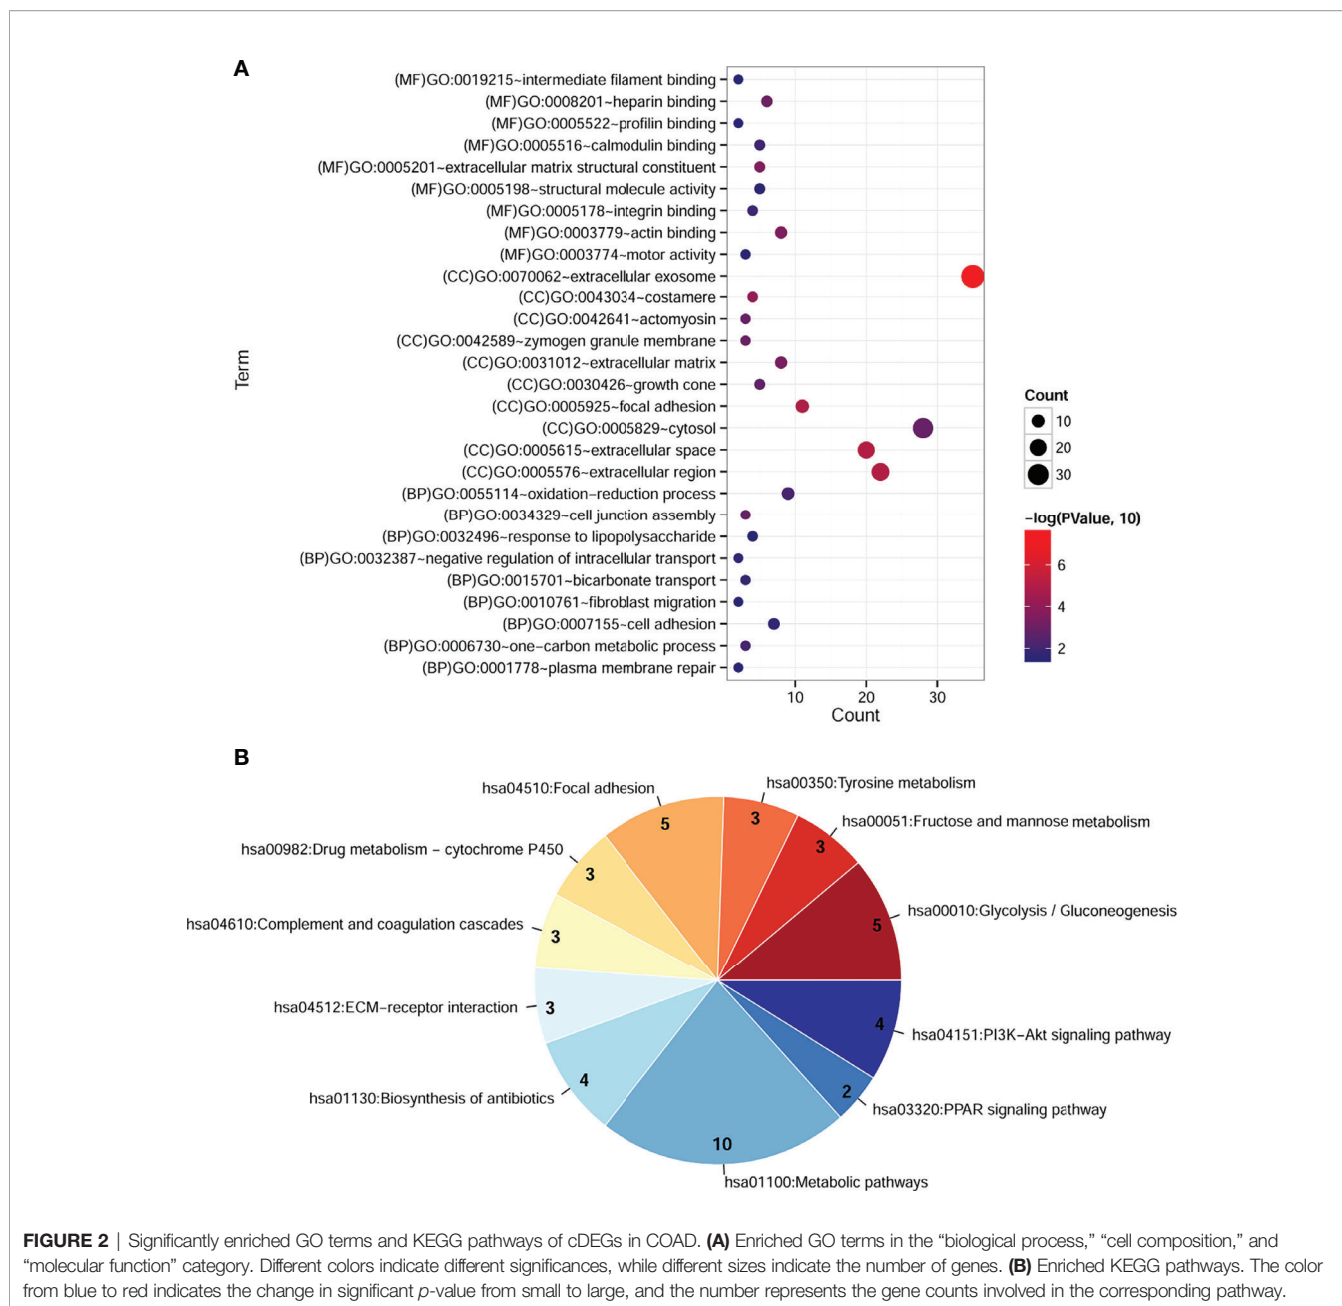 A
(MF)GO:0019215~intermediate filament binding
(MF)GO:0008201~heparin binding
(MF)GO:0005522~profilin binding
(MF)GO:0005516~calmodulin binding
(MF)GO:0005201~extracellular matrix structural constituent
(MF)GO:0005198~structural molecule activity
(MF)GO:0005178~integrin binding
(MF)GO:0003779~actin binding
(MF)GO:0003774~motor activity
(CC)GO:0070062~extracellular exosome
(CC)GO:0043034~costamere
(CC)GO:0042641~actomyosin
(CC)GO:0042589~zymogen granule membrane
(CC)GO:0031012~extracellular matrix
(CC)GO:0030426~growth cone
(CC)GO:0005925~focal adhesion
(CC)GO:0005829~cytosol
(CC)GO:0005615~extracellular space
(CC)GO:0005576~extracellular region
(BP)GO:0055114~oxidation−reduction process
(BP)GO:0034329~cell junction assembly
(BP)GO:0032496~response to lipopolysaccharide
(BP)GO:0032387~negative regulation of intracellular transport
(BP)GO:0015701~bicarbonate transport
(BP)GO:0010761~fibroblast migration
(BP)GO:0007155~cell adhesion
(BP)GO:0006730~one−carbon metabolic process
(BP)GO:0001778~plasma membrane repair
Term
10 20 30
Count
Count
10
20
30
−log(PValue, 10)
6
4
2
B
hsa04510:Focal adhesion
5
hsa00350:Tyrosine metabolism
3
hsa00051:Fructose and mannose metabolism
3
hsa00982:Drug metabolism − cytochrome P450
3
hsa00010:Glycolysis / Gluconeogenesis
5
hsa04610:Complement and coagulation cascades
3
hsa04512:ECM−receptor interaction
3
hsa04151:PI3K−Akt signaling pathway
4
hsa01130:Biosynthesis of antibiotics
4
hsa03320:PPAR signaling pathway
2
10
hsa01100:Metabolic pathways
FIGURE 2 | Significantly enriched GO terms and KEGG pathways of cDEGs in COAD. (A) Enriched GO terms in the “biological process,” “cell composition,” and
“molecular function” category. Different colors indicate different significances, while different sizes indicate the number of genes. (B) Enriched KEGG pathways. The color
from blue to red indicates the change in significant p-value from small to large, and the number represents the gene counts involved in the corresponding pathway.